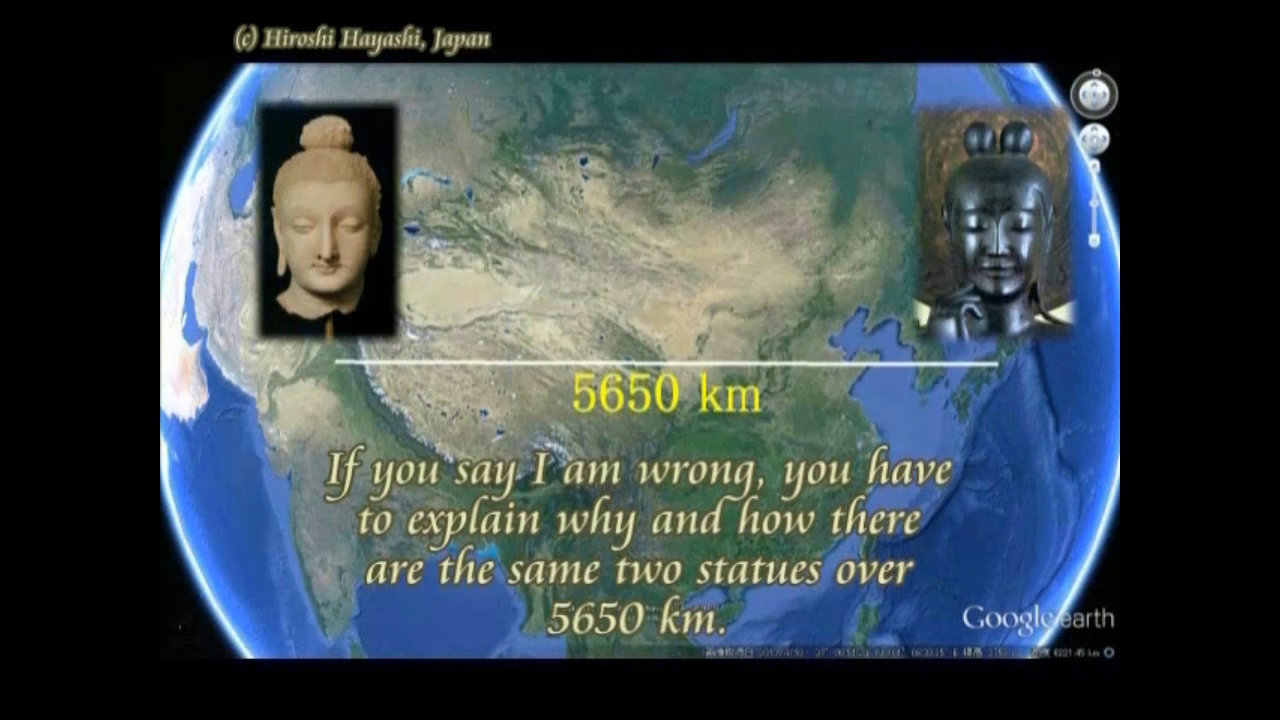 (c) Hiroshi Hayashi, Japan
5650 km
If you say I am wrong, you have
to explain why and how there
are the same two statues over
5650 km.
Google earth